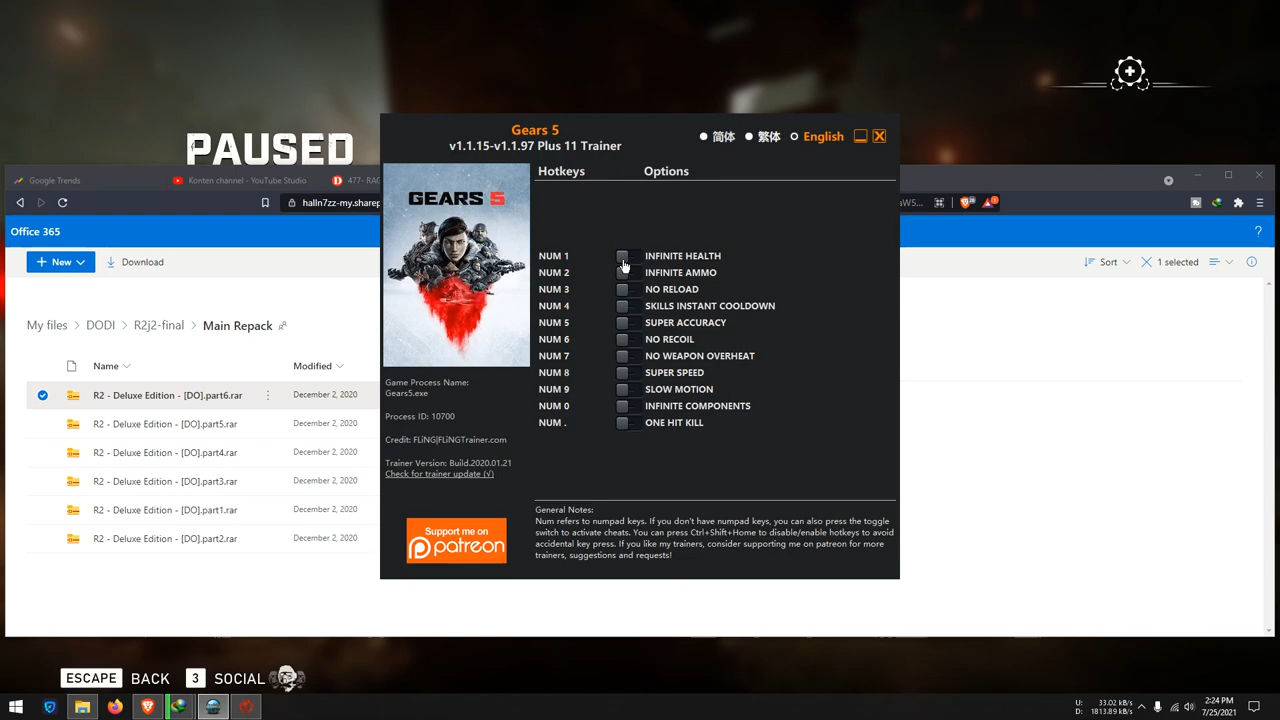 PAUSED
Google Trends
Konten channel - YouTube Studio
477- RAG
halln7zz-my.sharep
aW5...
Office 365
?
New
Download
Sort
1 selected
My files > DODI > R2j2-final > Main Repack
Name
Modified
R2 - Deluxe Edition - [DO].part6.rar
December 2, 2020
R2 - Deluxe Edition - [DO].part5.rar
December 2, 2020
R2 - Deluxe Edition - [DO].part4.rar
December 2, 2020
R2 - Deluxe Edition - [DO].part3.rar
December 2, 2020
R2 - Deluxe Edition - [DO].part1.rar
December 2, 2020
R2 - Deluxe Edition - [DO].part2.rar
December 2, 2020
Gears 5
v1.1.15-v1.1.97 Plus 11 Trainer
简体
繁体
English
GEARS 5
Hotkeys
Options
NUM 1 INFINITE HEALTH
NUM 2 INFINITE AMMO
NUM 3 NO RELOAD
NUM 4 SKILLS INSTANT COOLDOWN
NUM 5 SUPER ACCURACY
NUM 6 NO RECOIL
NUM 7 NO WEAPON OVERHEAT
NUM 8 SUPER SPEED
NUM 9 SLOW MOTION
NUM 0 INFINITE COMPONENTS
NUM . ONE HIT KILL
Game Process Name:
Gears5.exe
Process ID: 10700
Credit: FLiNG|FLiNGTrainer.com
Trainer Version: Build.2020.01.21
Check for trainer update (√)
Support me on
patreon
General Notes:
Num refers to numpad keys. If you don't have numpad keys, you can also press the toggle
switch to activate cheats. You can press Ctrl+Shift+Home to disable/enable hotkeys to avoid
accidental key press. If you like my trainers, consider supporting me on patreon for more
trainers, suggestions and requests!
ESCAPE BACK 3 SOCIAL
U: 33.02 kB/s
D: 1813.89 kB/s
2:24 PM
7/25/2021